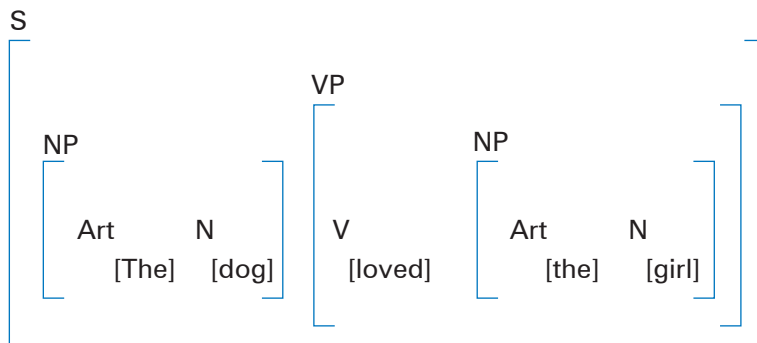 S
VP
NP NP
Art N V Art N
[The] [dog] [loved] [the] [girl]